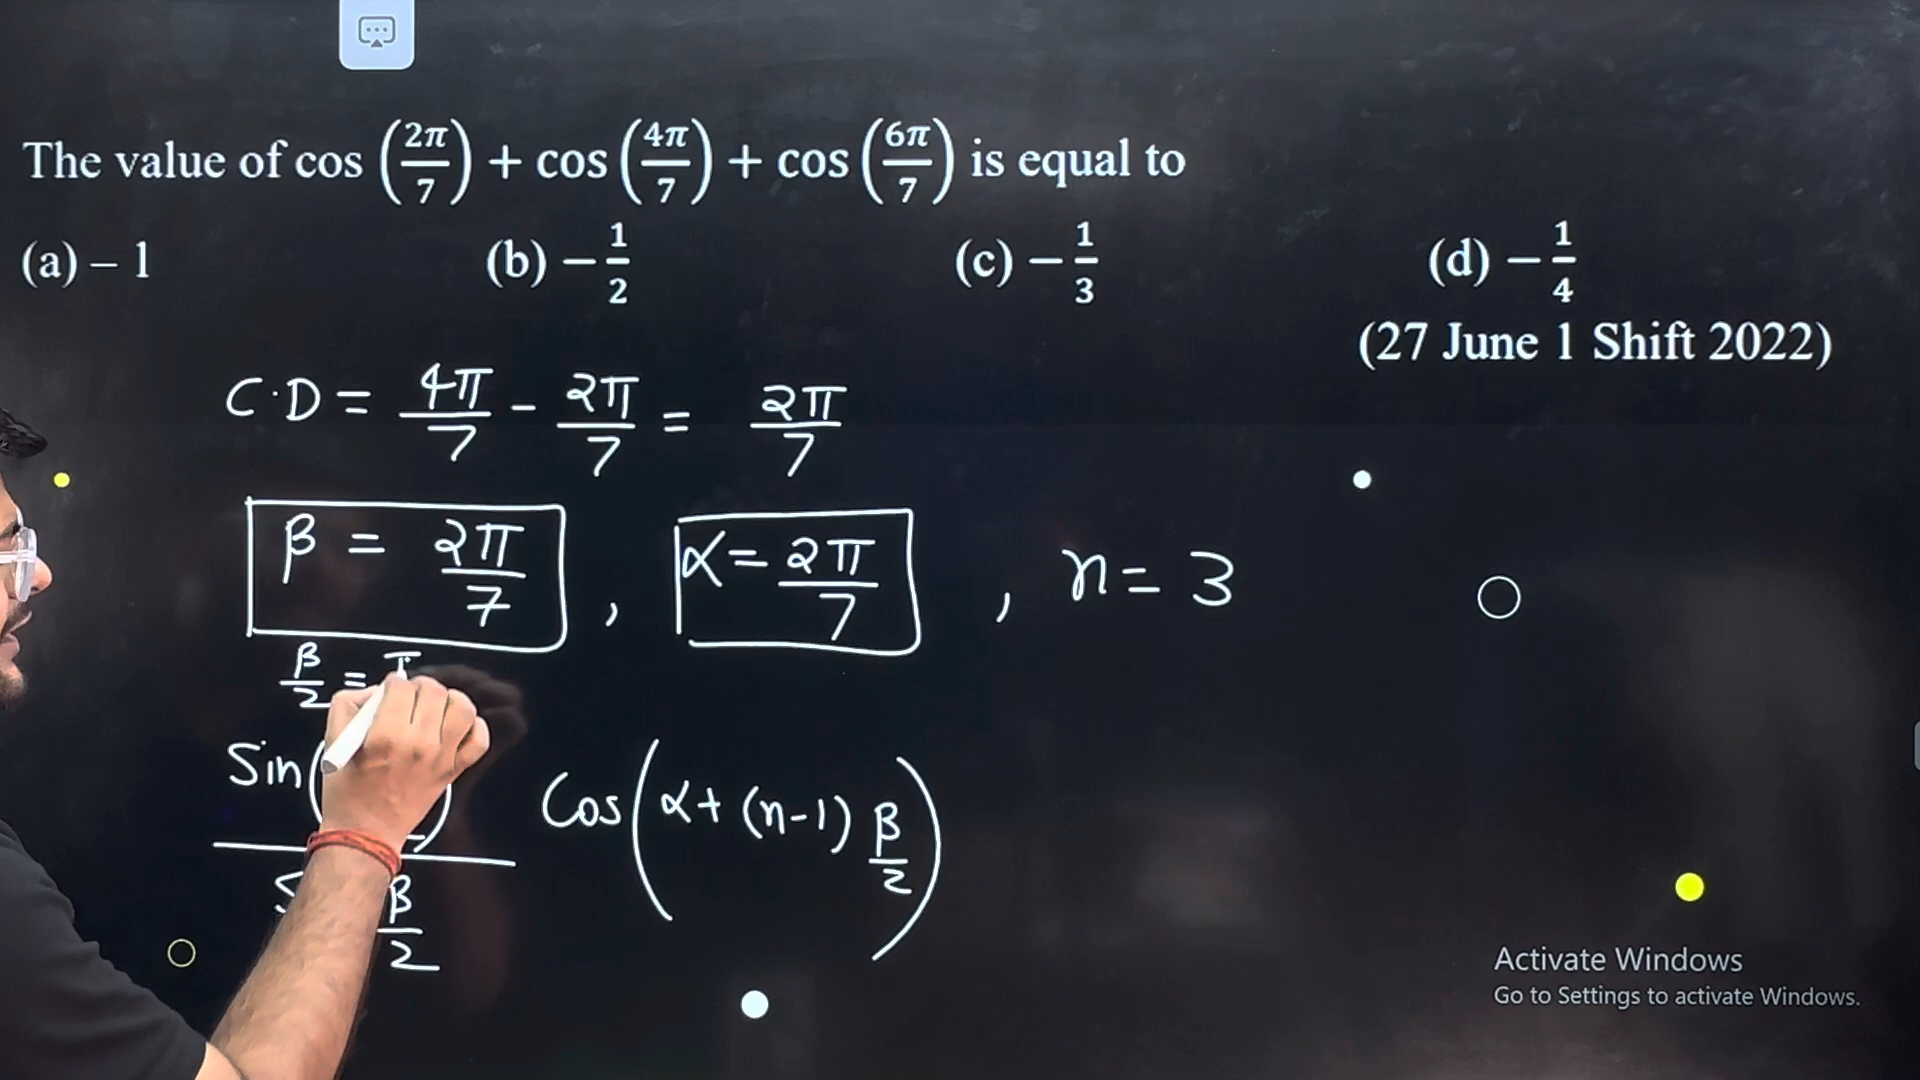 The value of cos (2π/7) + cos (4π/7) + cos (6π/7) is equal to
(a) – 1 (b) – 1/2 (c) – 1/3 (d) – 1/4
(27 June 1 Shift 2022)
C·D = 4π/7 - 2π/7 = 2π/7
β = 2π/7 , α = 2π/7 , n = 3
β/2 =
Sin( Cos(α + (n-1) β/2)
β/2
Activate Windows
Go to Settings to activate Windows.